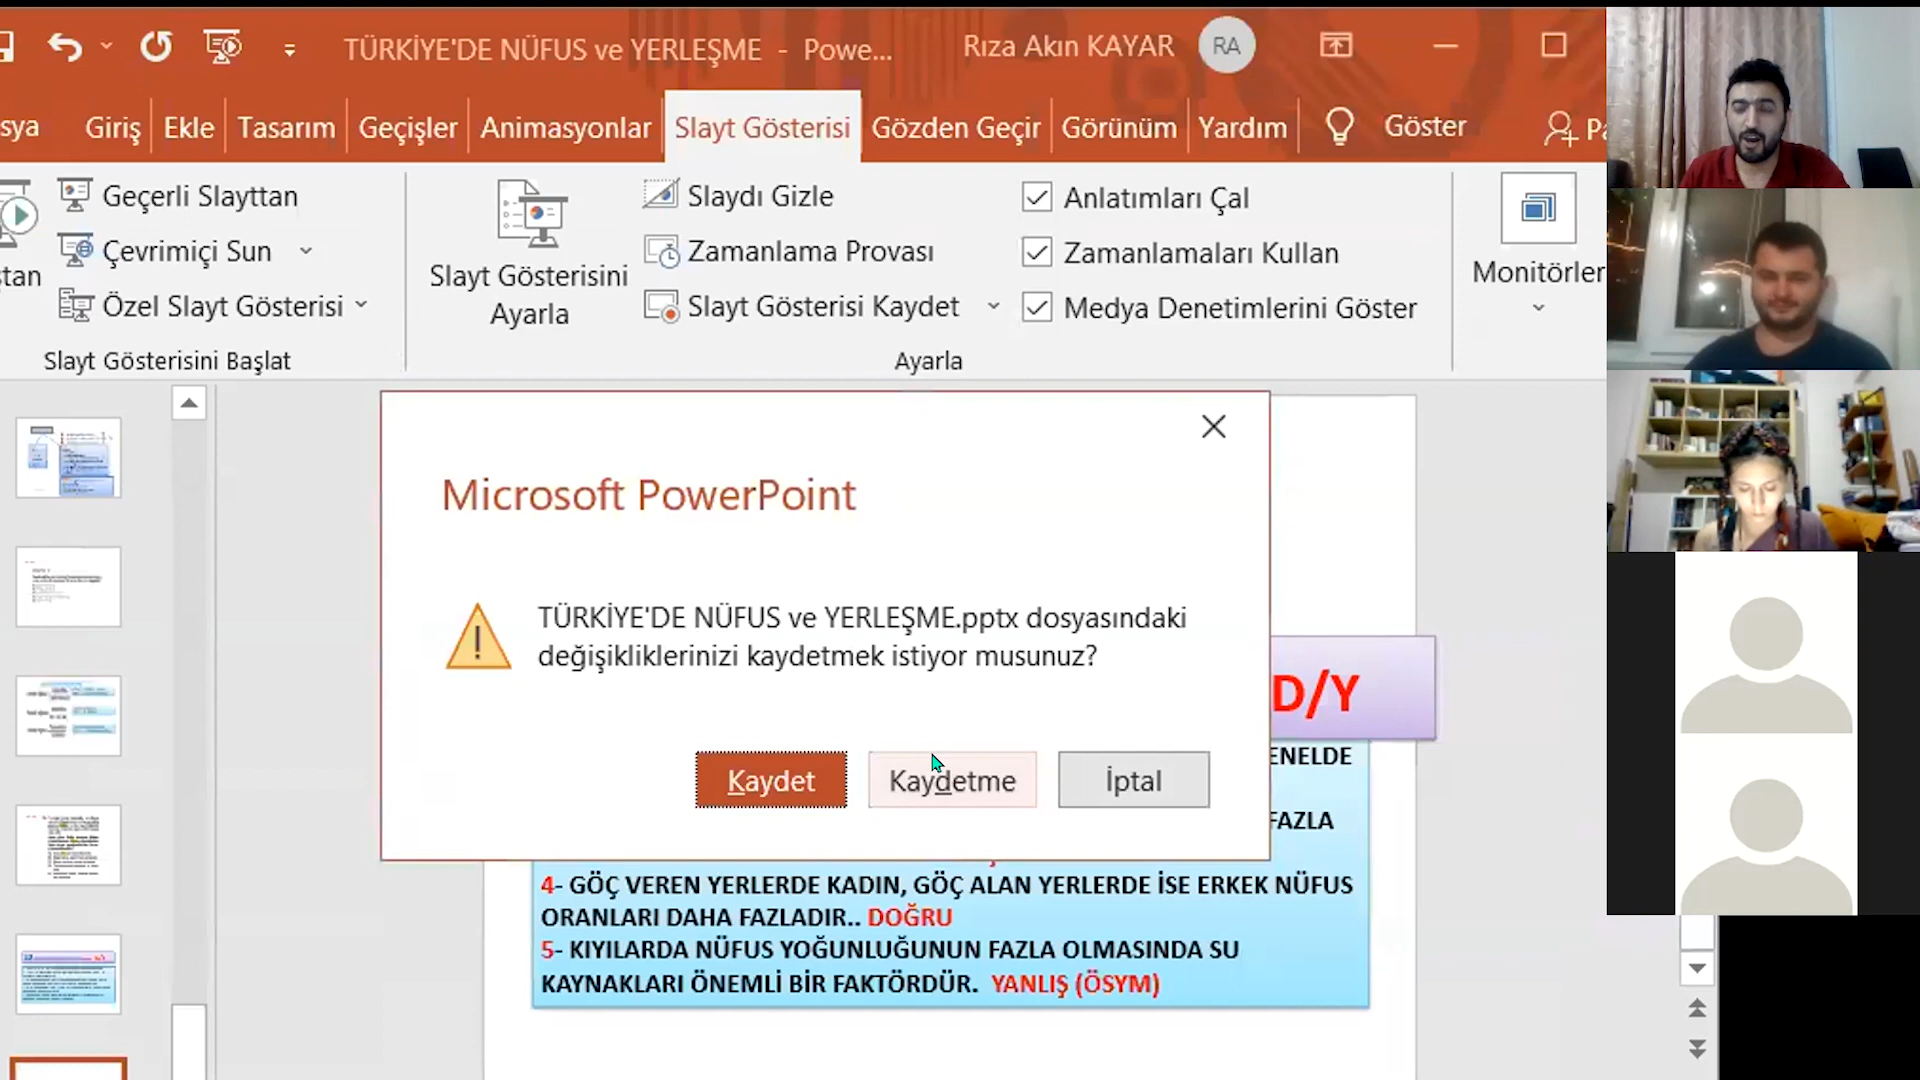 TÜRKİYE'DE NÜFUS ve YERLEŞME - Powe...
Rıza Akın KAYAR
RA
Giriş
Ekle
Tasarım
Geçişler
Animasyonlar
Slayt Gösterisi
Gözden Geçir
Görünüm
Yardım
Göster
Geçerli Slayttan
Çevrimiçi Sun
Özel Slayt Gösterisi
Slayt Gösterisini Başlat
Slayt Gösterisini
Ayarla
Slaydı Gizle
Zamanlama Provası
Slayt Gösterisi Kaydet
Anlatımları Çal
Zamanlamaları Kullan
Medya Denetimlerini Göster
Ayarla
Monitörler
Microsoft PowerPoint
TÜRKİYE'DE NÜFUS ve YERLEŞME.pptx dosyasındaki
değişikliklerinizi kaydetmek istiyor musunuz?
Kaydet
Kaydetme
İptal
D/Y
ENELDE
FAZLA
4- GÖÇ VEREN YERLERDE KADIN, GÖÇ ALAN YERLERDE İSE ERKEK NÜFUS
ORANLARI DAHA FAZLADIR.. DOĞRU
5- KIYILARDA NÜFUS YOĞUNLUĞUNUN FAZLA OLMASINDA SU
KAYNAKLARI ÖNEMLİ BİR FAKTÖRDÜR. YANLIŞ (ÖSYM)